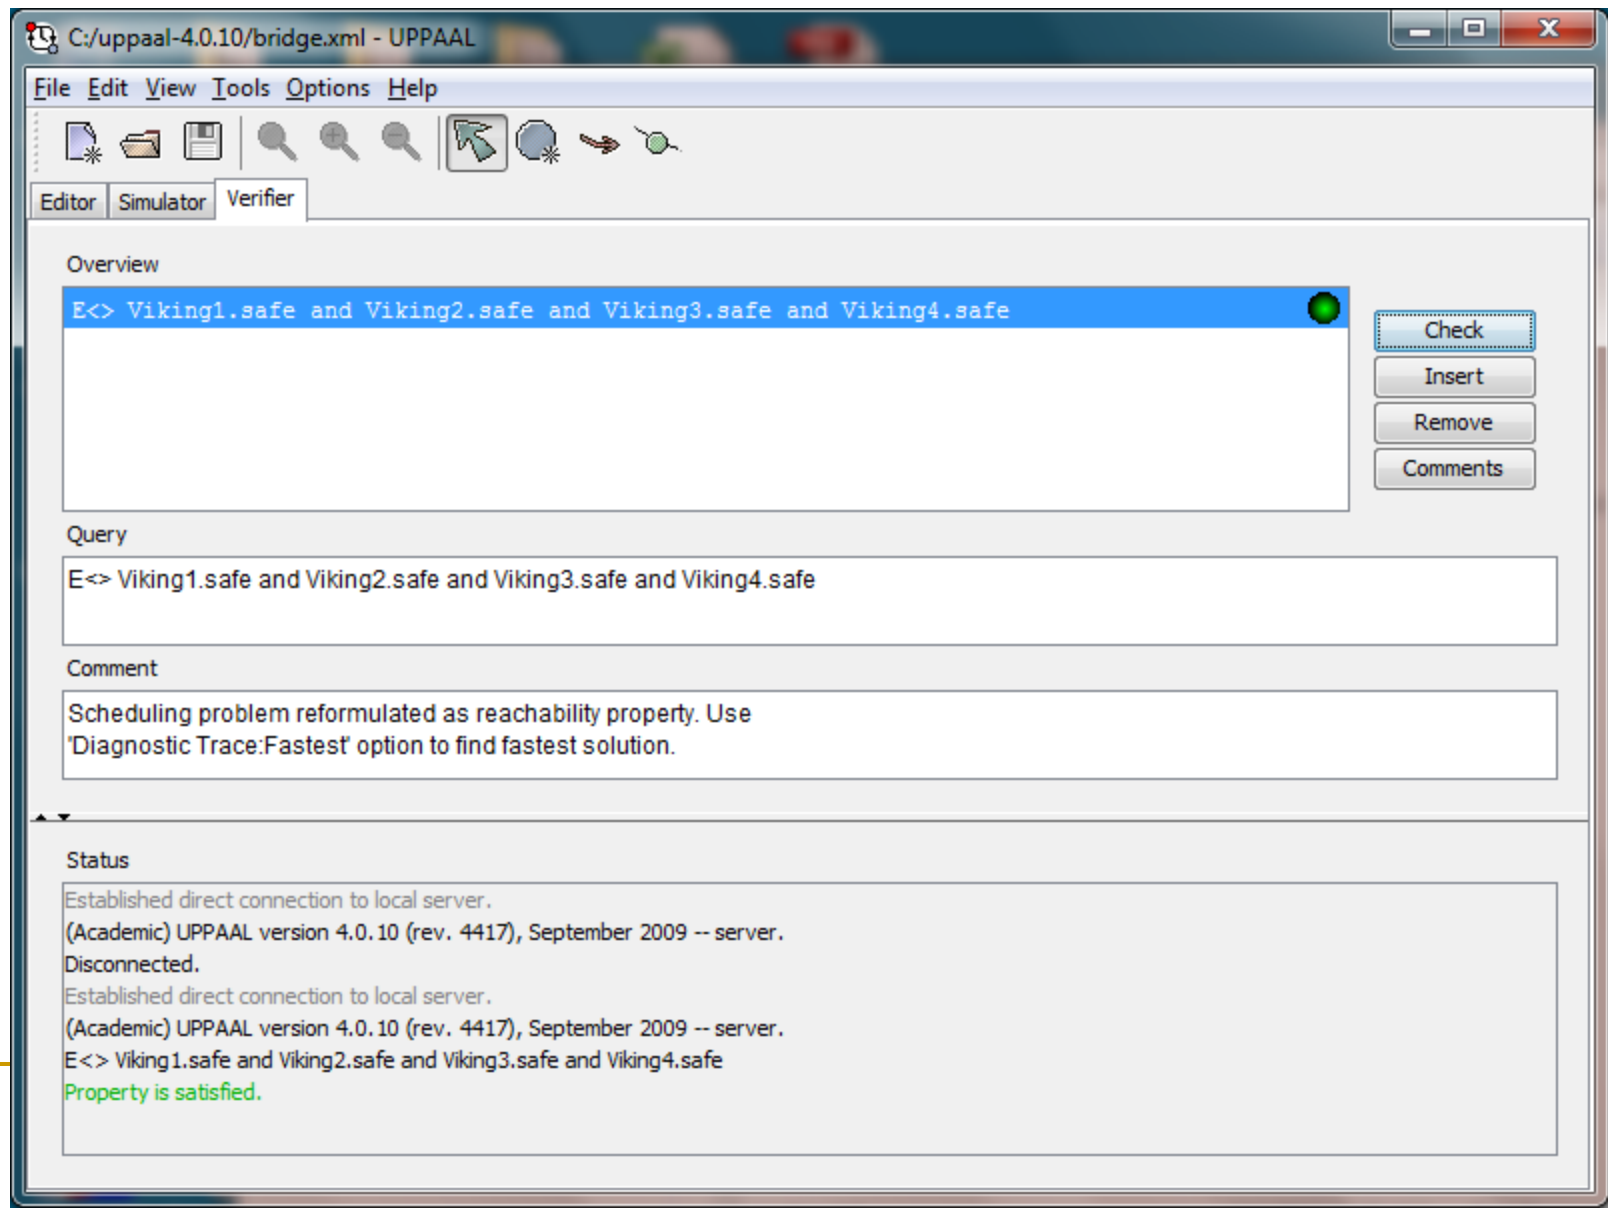 C:/uppaal-4.0.10/bridge.xml - UPPAAL
File Edit View Tools Options Help
Editor Simulator Verifier
Overview
E<> Viking1.safe and Viking2.safe and Viking3.safe and Viking4.safe
Check
Insert
Remove
Comments
Query
E<> Viking1.safe and Viking2.safe and Viking3.safe and Viking4.safe
Comment
Scheduling problem reformulated as reachability property. Use
'Diagnostic Trace:Fastest' option to find fastest solution.
Status
Established direct connection to local server.
(Academic) UPPAAL version 4.0.10 (rev. 4417), September 2009 -- server.
Disconnected.
Established direct connection to local server.
(Academic) UPPAAL version 4.0.10 (rev. 4417), September 2009 -- server.
E<> Viking1.safe and Viking2.safe and Viking3.safe and Viking4.safe
Property is satisfied.